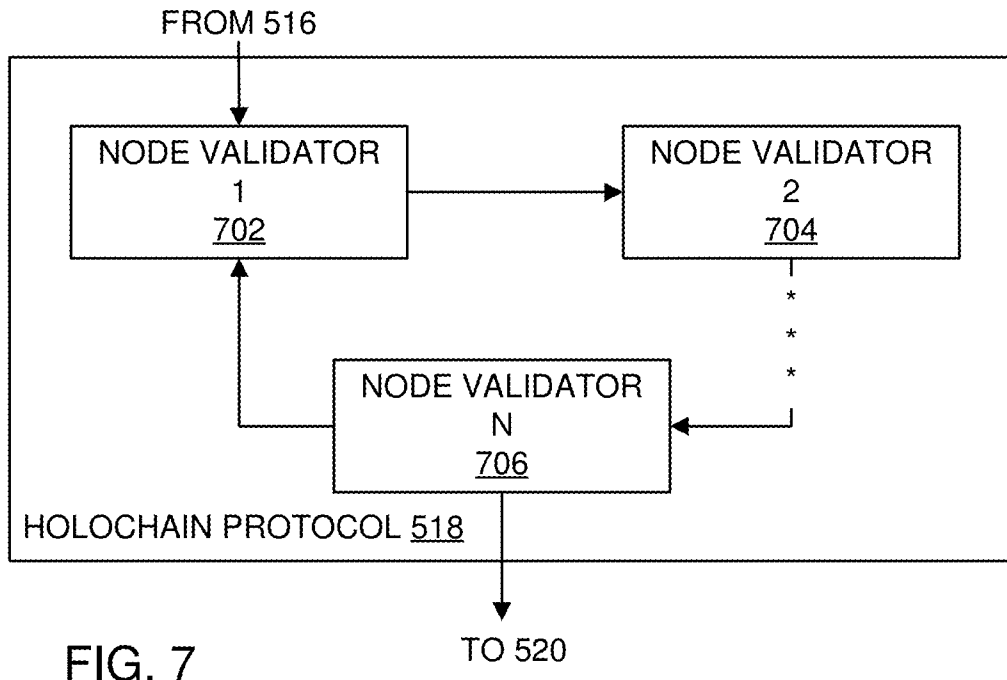 FROM 516
NODE VALIDATOR
1
702
NODE VALIDATOR
2
704
*
*
*
NODE VALIDATOR
N
706
HOLOCHAIN PROTOCOL 518
TO 520
FIG. 7